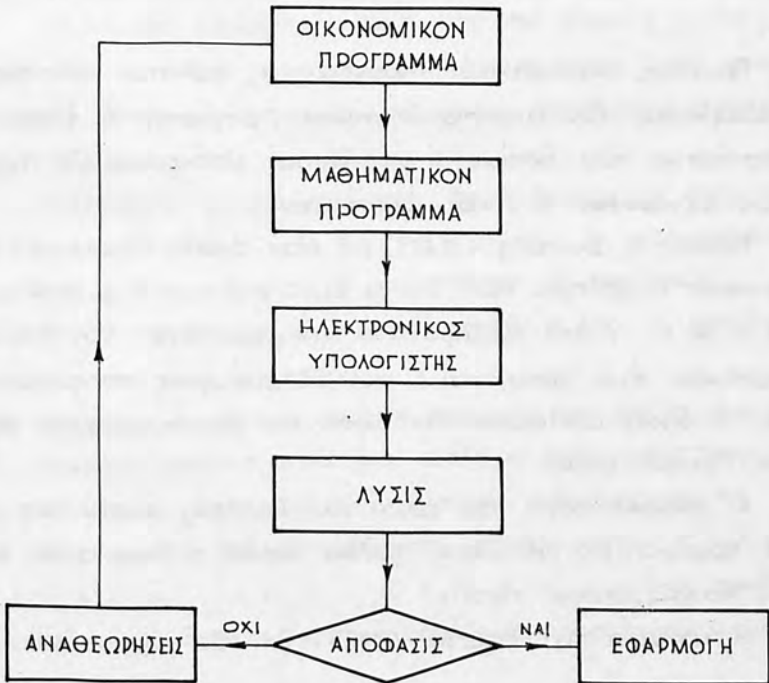 ΟΙΚΟΝΟΜΙΚΟΝ
ΠΡΟΓΡΑΜΜΑ
ΜΑΘΗΜΑΤΙΚΟΝ
ΠΡΟΓΡΑΜΜΑ
ΗΛΕΚΤΡΟΝΙΚΟΣ
ΥΠΟΛΟΓΙΣΤΗΣ
ΛΥΣΙΣ
ΑΝΑΘΕΩΡΗΣΕΙΣ
ΟΧΙ
ΑΠΟΦΑΣΙΣ
ΝΑΙ
ΕΦΑΡΜΟΓΗ